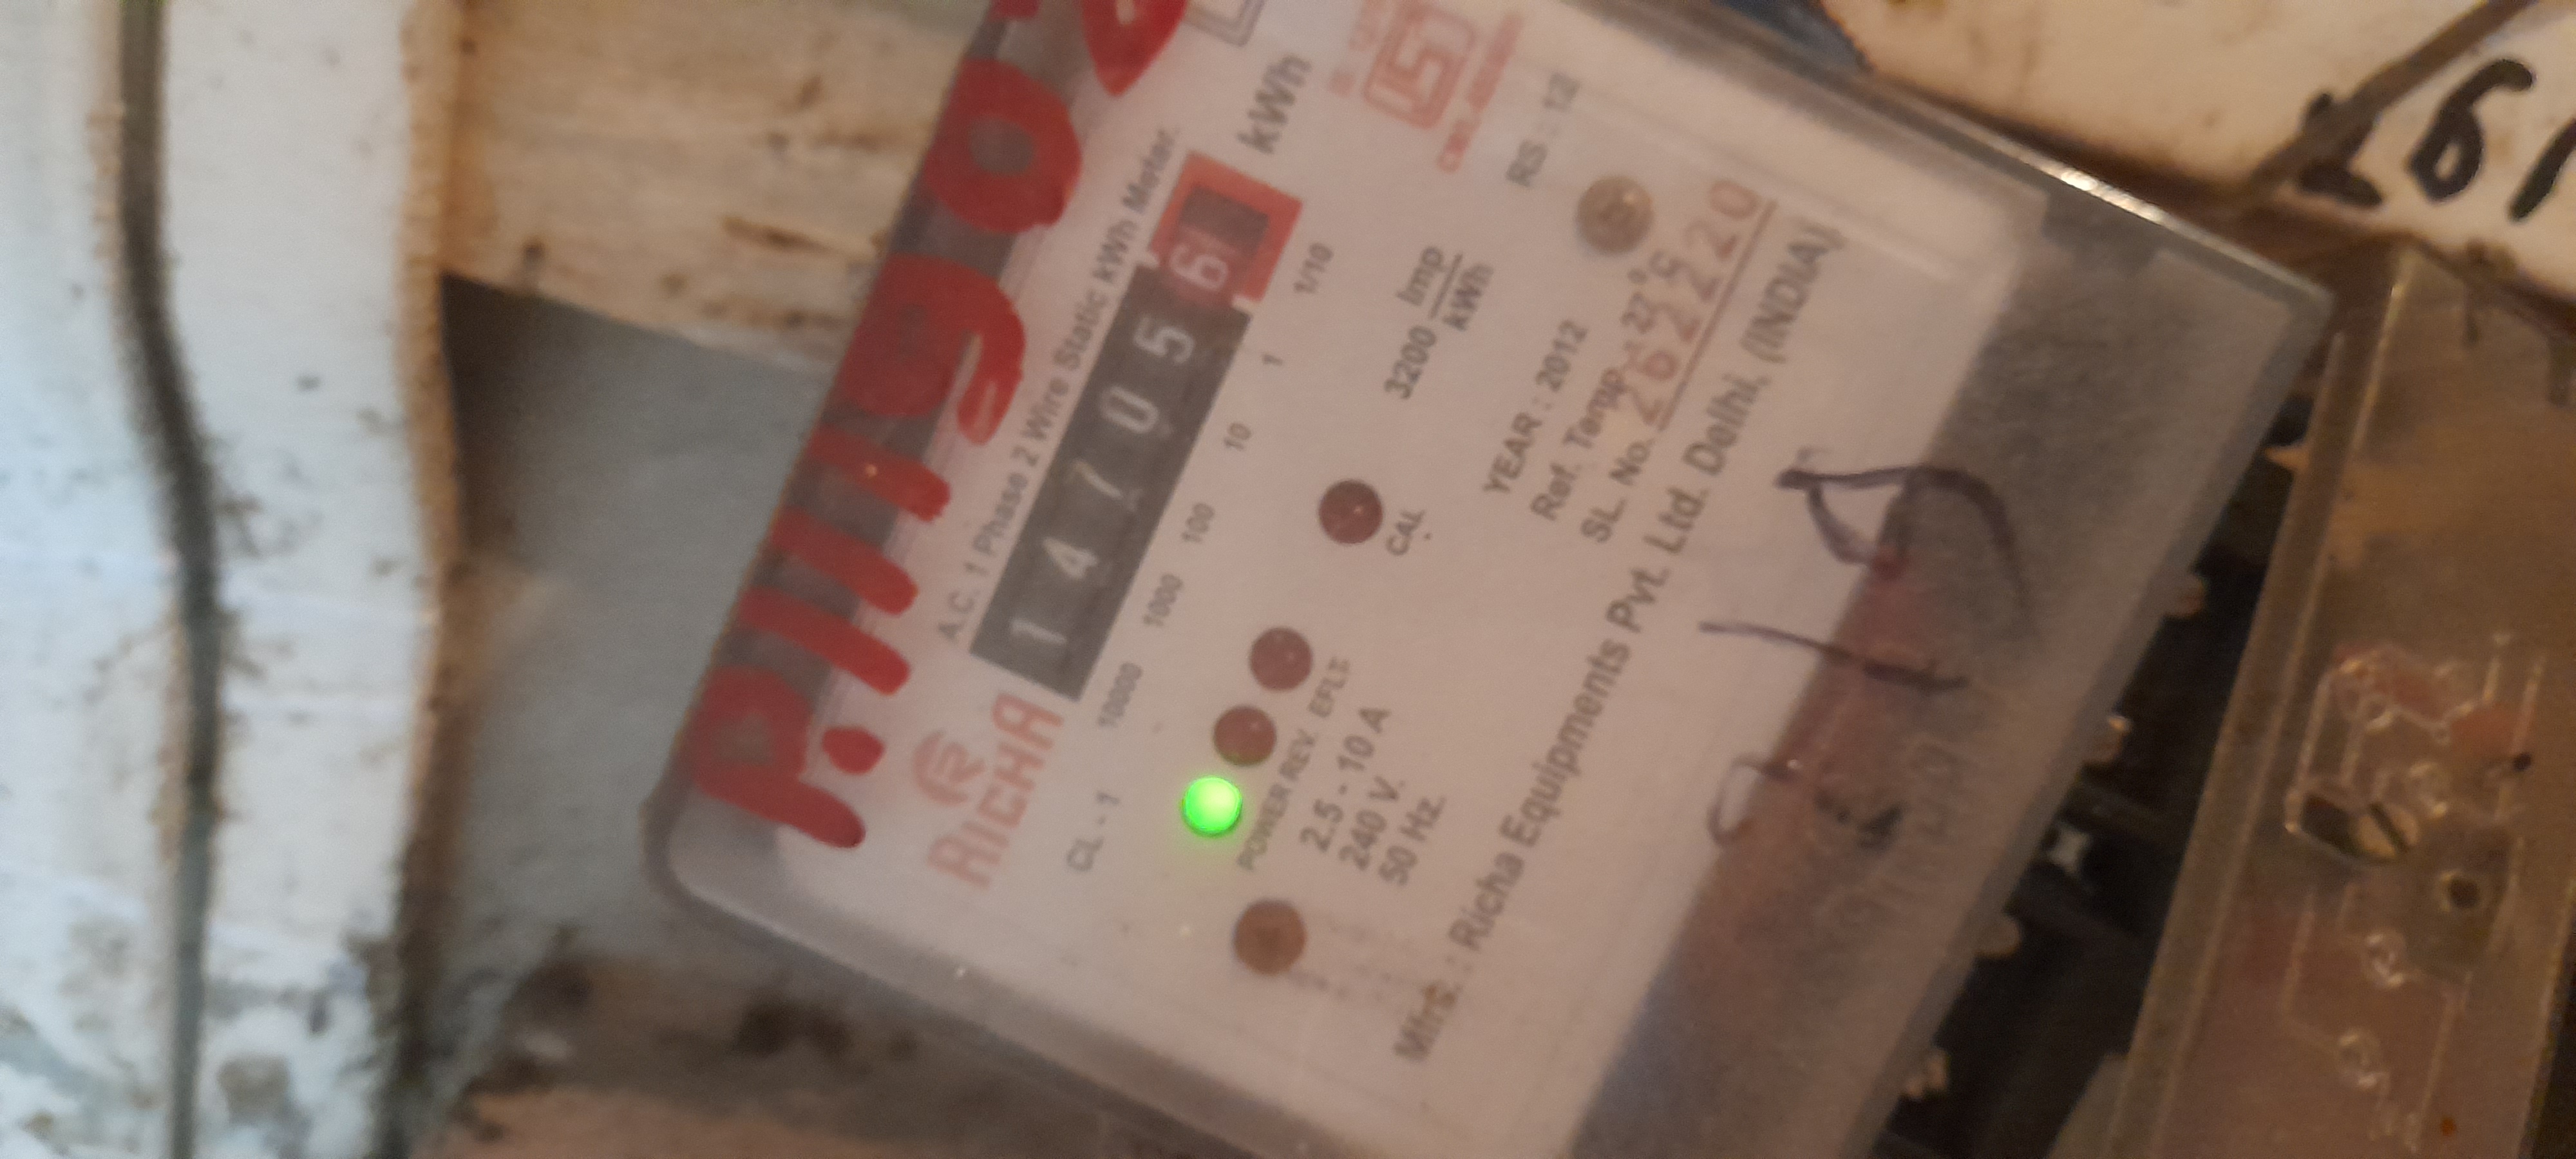 kWh
A.C. 1 Phase 2 Wire Static kWh Meter.
1 4 7 0 5 6
10000 1000 100 10 1 1/10
RICHA
CL - 1
RS : 12
3200 Imp
kWh
CAL
POWER REV. EFLT.
2.5 - 10 A
240 V.
50 Hz.
YEAR : 2012
Ref. Temp. : 27 °C
SL. No. 262220
Mfrs. : Richa Equipments Pvt. Ltd. Delhi, (INDIA)